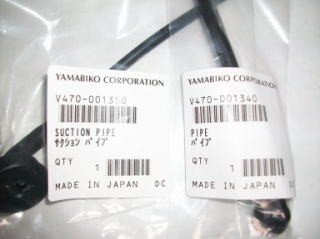 YAMABIKO CORPORATION
V470-001350
SUCTION PIPE
ｻｸｼｮﾝ ﾊﾟｲﾌﾟ
QTY 1
MADE IN JAPAN DC
YAMABIKO CORPORATION
V470-001340
PIPE
ﾊﾟｲﾌﾟ
QTY 1
MADE IN JAPAN DC